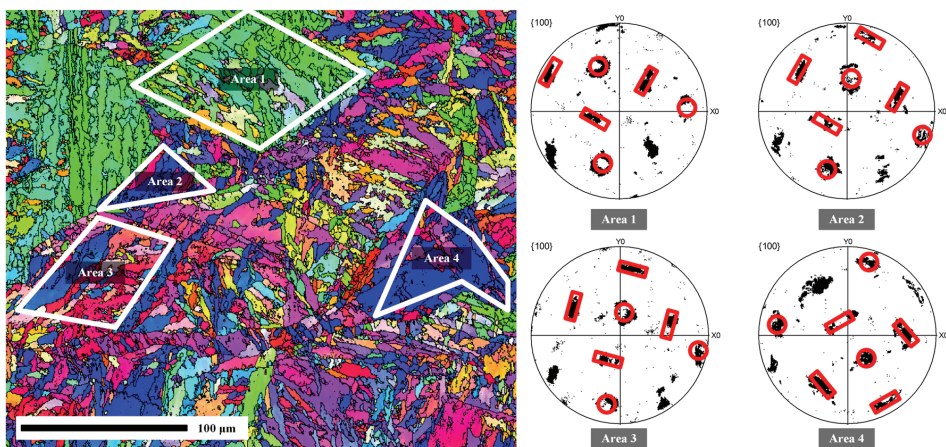 Area 1
Area 2
Area 3
Area 4
100 μm
{100}
Y0
X0
Area 1
{100}
Y0
X0
Area 2
{100}
Y0
X0
Area 3
{100}
Y0
X0
Area 4